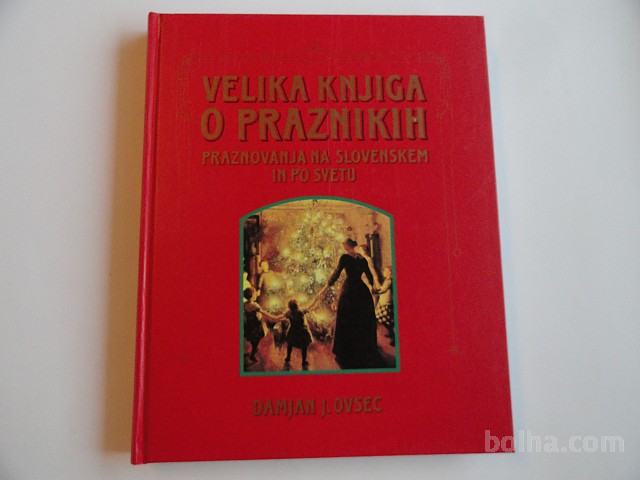 VELIKA KNJIGA
O PRAZNIKIH
PRAZNOVANJA NA SLOVENSKEM
IN PO SVETU
DAMJAN J. OVSEC
bolha.com